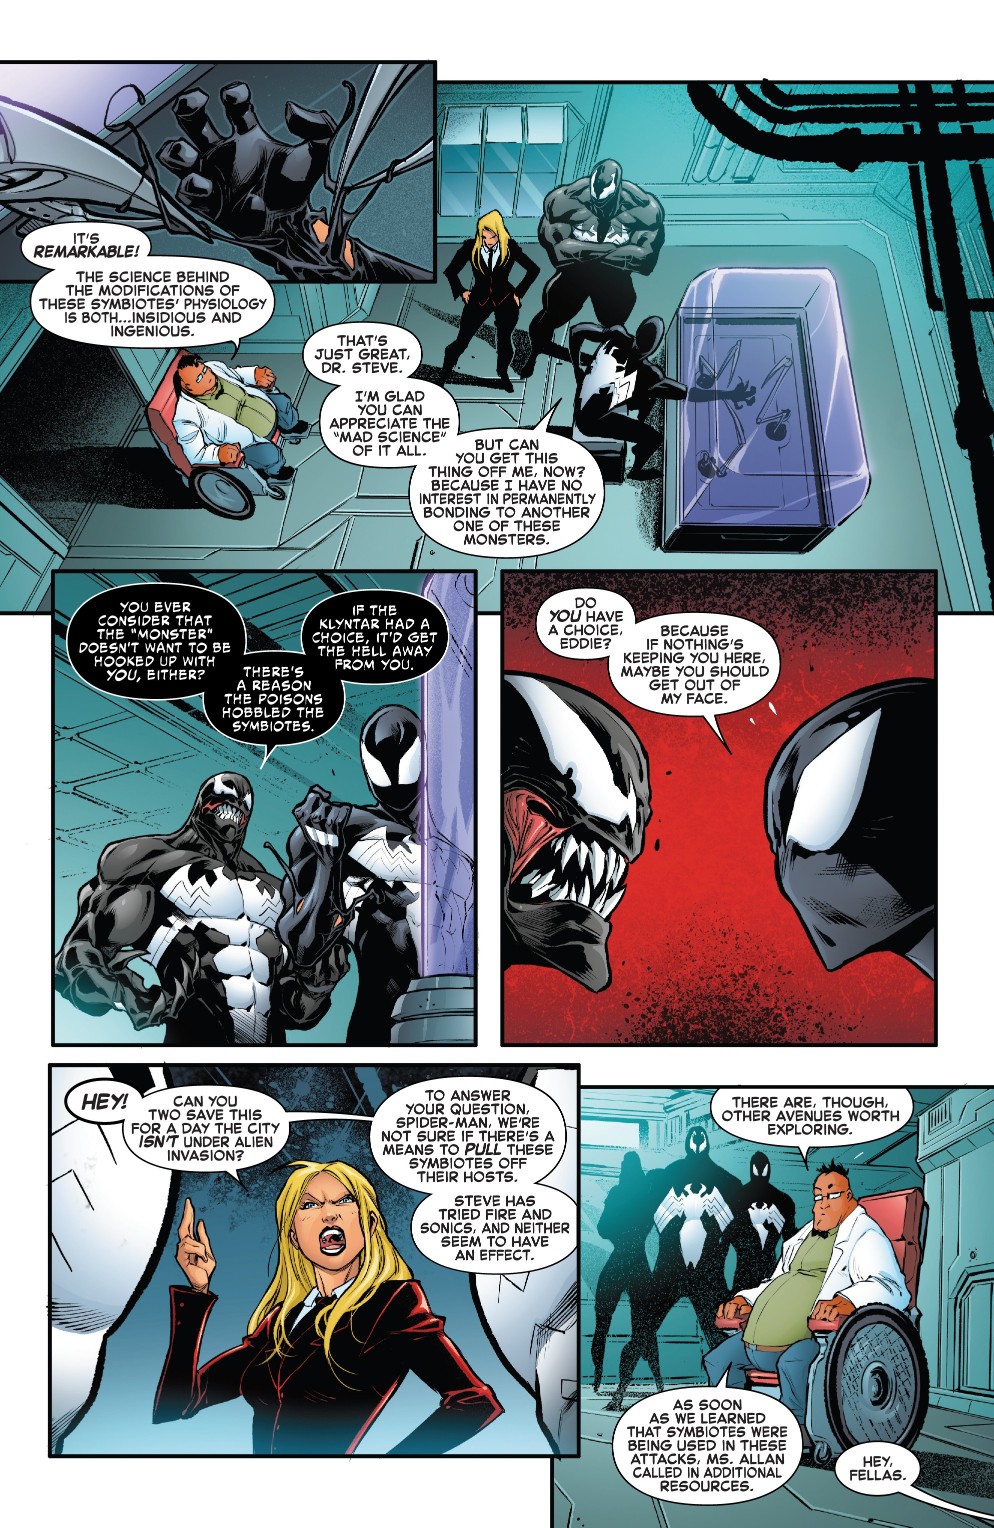 IT'S
REMARKABLE!
THE SCIENCE BEHIND
THE MODIFICATIONS OF
THESE SYMBIOTES' PHYSIOLOGY
IS BOTH...INSIDIOUS AND
INGENIOUS.
THAT'S
JUST GREAT,
DR. STEVE.
I'M GLAD
YOU CAN
APPRECIATE THE
"MAD SCIENCE"
OF IT ALL.
BUT CAN
YOU GET THIS
THING OFF ME, NOW?
BECAUSE I HAVE NO
INTEREST IN PERMANENTLY
BONDING TO ANOTHER
ONE OF THESE
MONSTERS.
YOU EVER
CONSIDER THAT
THE "MONSTER"
DOESN'T WANT TO BE
HOOKED UP WITH
YOU, EITHER?
IF THE
KLYNTAR HAD A
CHOICE, IT'D GET
THE HELL AWAY
FROM YOU.
THERE'S
A REASON
THE POISONS
HOBBLED THE
SYMBIOTES.
DO
YOU HAVE
A CHOICE,
EDDIE?
BECAUSE
IF NOTHING'S
KEEPING YOU HERE,
MAYBE YOU SHOULD
GET OUT OF
MY FACE.
HEY!
CAN YOU
TWO SAVE THIS
FOR A DAY THE CITY
ISN'T UNDER ALIEN
INVASION?
TO ANSWER
YOUR QUESTION,
SPIDER-MAN, WE'RE
NOT SURE IF THERE'S A
MEANS TO PULL THESE
SYMBIOTES OFF
THEIR HOSTS.
STEVE HAS
TRIED FIRE AND
SONICS, AND NEITHER
SEEM TO HAVE
AN EFFECT.
THERE ARE, THOUGH,
OTHER AVENUES WORTH
EXPLORING.
AS SOON
AS WE LEARNED
THAT SYMBIOTES WERE
BEING USED IN THESE
ATTACKS, MS. ALLAN
CALLED IN ADDITIONAL
RESOURCES.
HEY,
FELLAS.